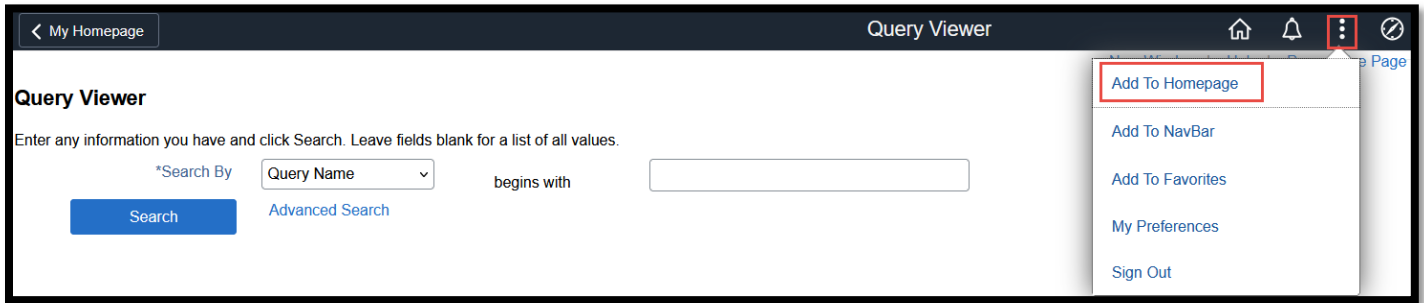 My Homepage
Query Viewer
e Page
Add To Homepage
Query Viewer
Add To NavBar
Enter any information you have and click Search. Leave fields blank for a list of all values.
*Search By Query Name begins with
Add To Favorites
Search Advanced Search
My Preferences
Sign Out